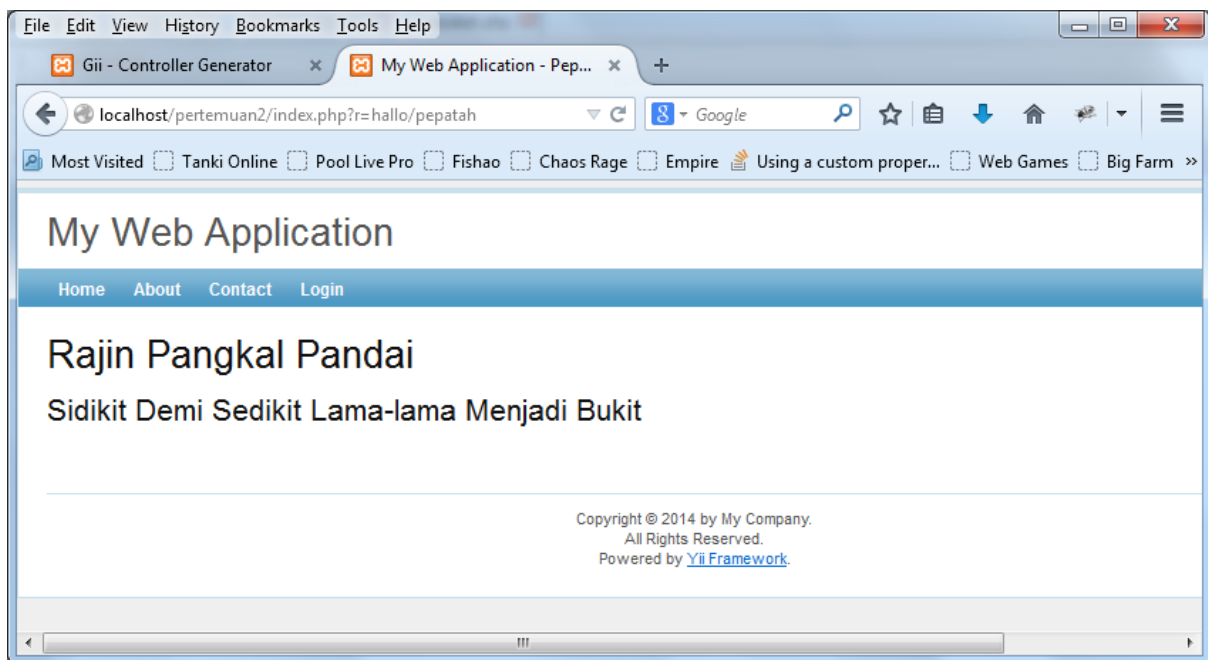 File Edit View History Bookmarks Tools Help
Gii - Controller Generator My Web Application - Pep...
localhost/pertemuan2/index.php?r=hallo/pepatah Google
Most Visited Tanki Online Pool Live Pro Fishao Chaos Rage Empire Using a custom proper... Web Games Big Farm »
My Web Application
Home About Contact Login
Rajin Pangkal Pandai
Sidikit Demi Sedikit Lama-lama Menjadi Bukit
Copyright © 2014 by My Company.
All Rights Reserved.
Powered by Yii Framework.